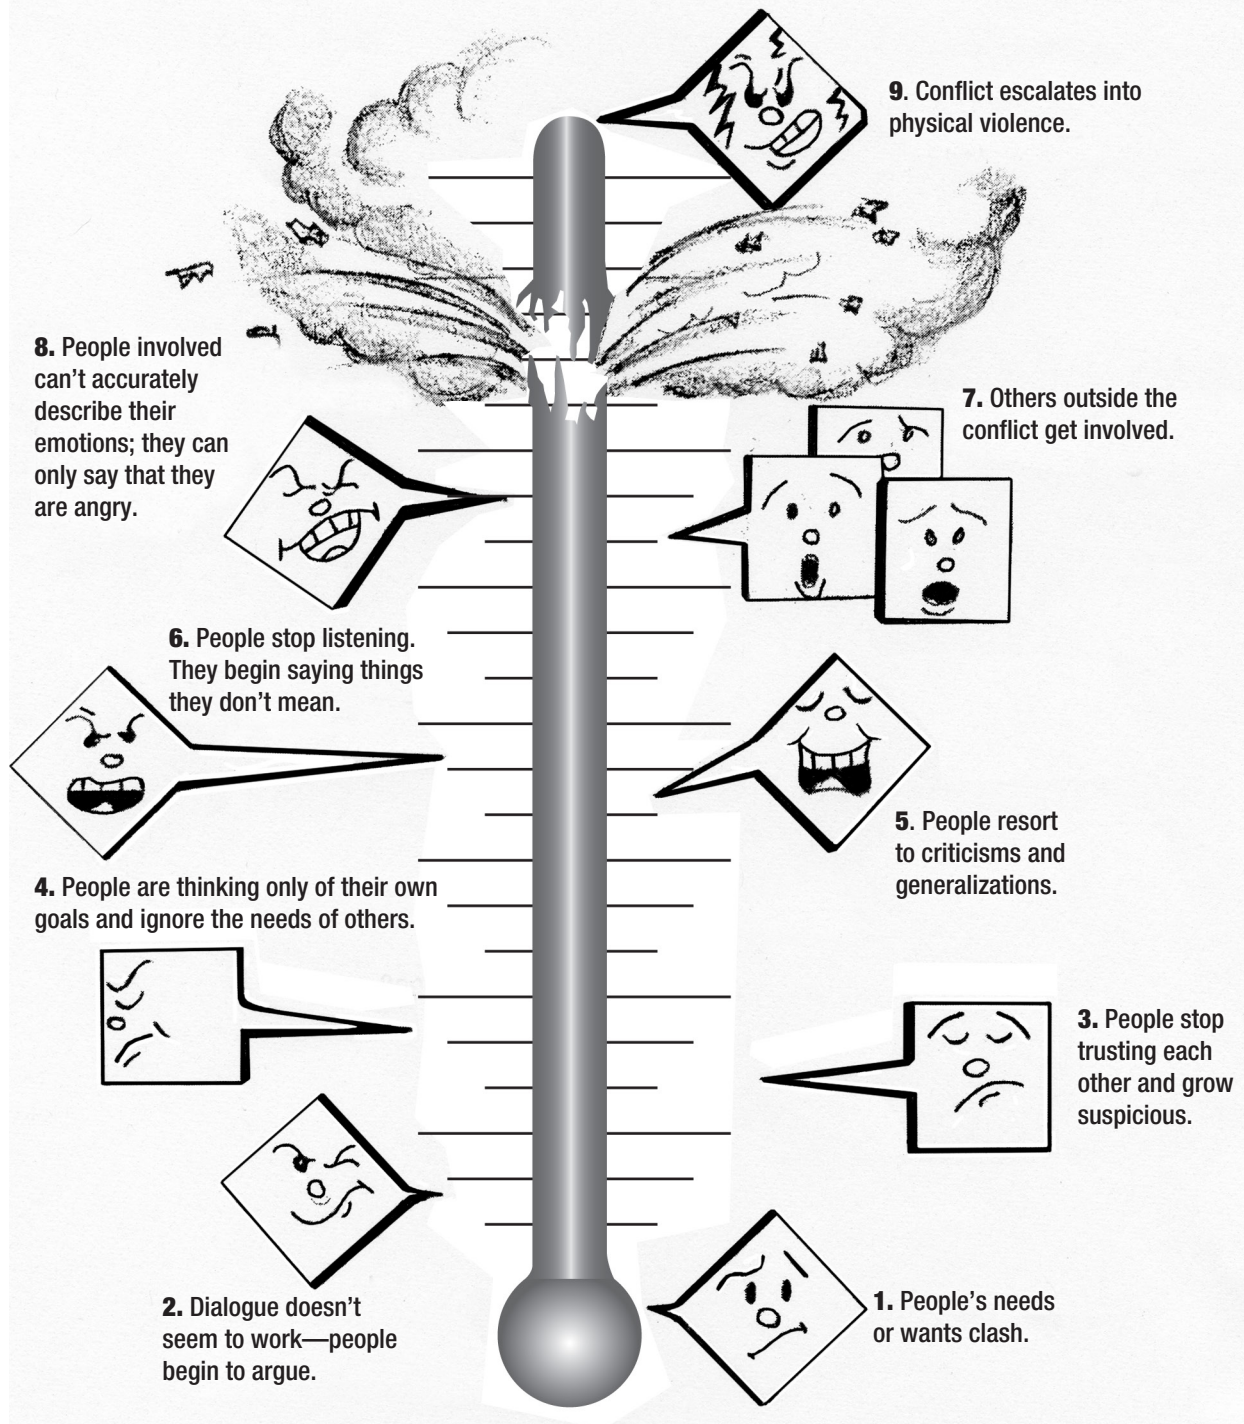 9. Conflict escalates into
physical violence.
8. People involved
can't accurately
describe their
emotions; they can
only say that they
are angry.
7. Others outside the
conflict get involved.
6. People stop listening.
They begin saying things
they don't mean.
5. People resort
to criticisms and
generalizations.
4. People are thinking only of their own
goals and ignore the needs of others.
3. People stop
trusting each
other and grow
suspicious.
2. Dialogue doesn't
seem to work—people
begin to argue.
1. People's needs
or wants clash.